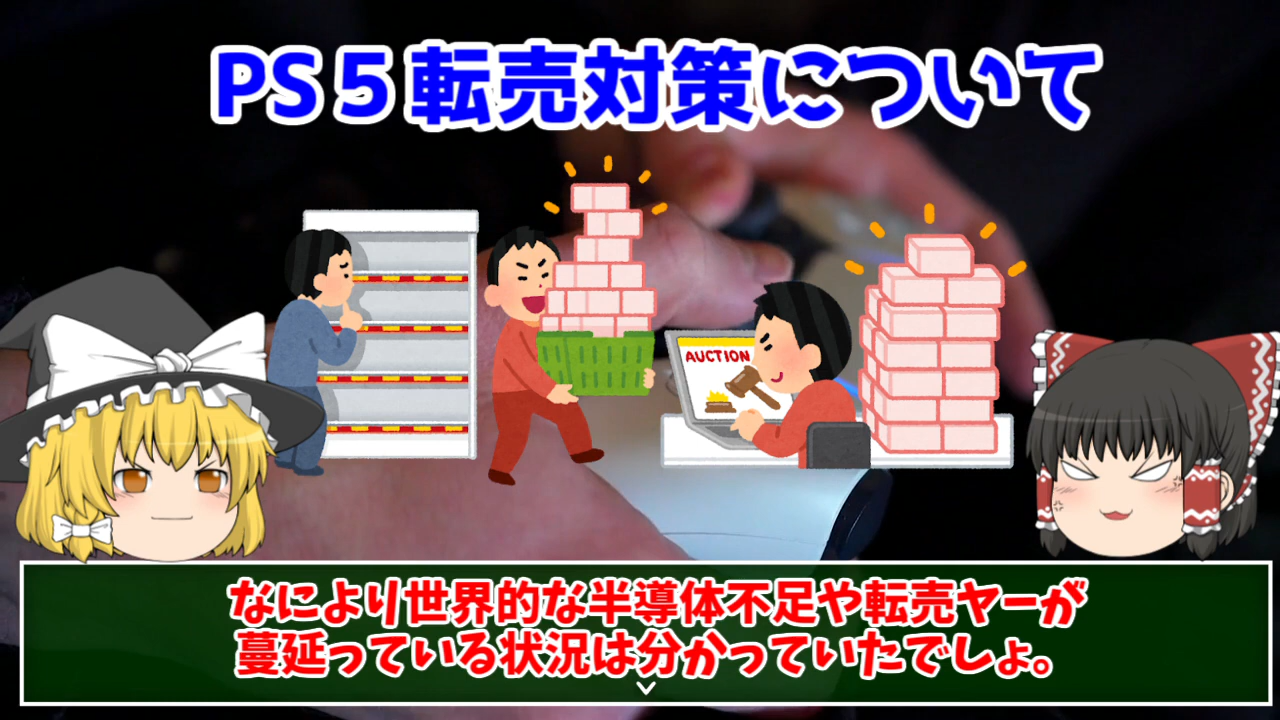 PS5転売対策について
AUCTION
なにより世界的な半導体不足や転売ヤーが
蔓延っている状況は分かっていたでしょ。